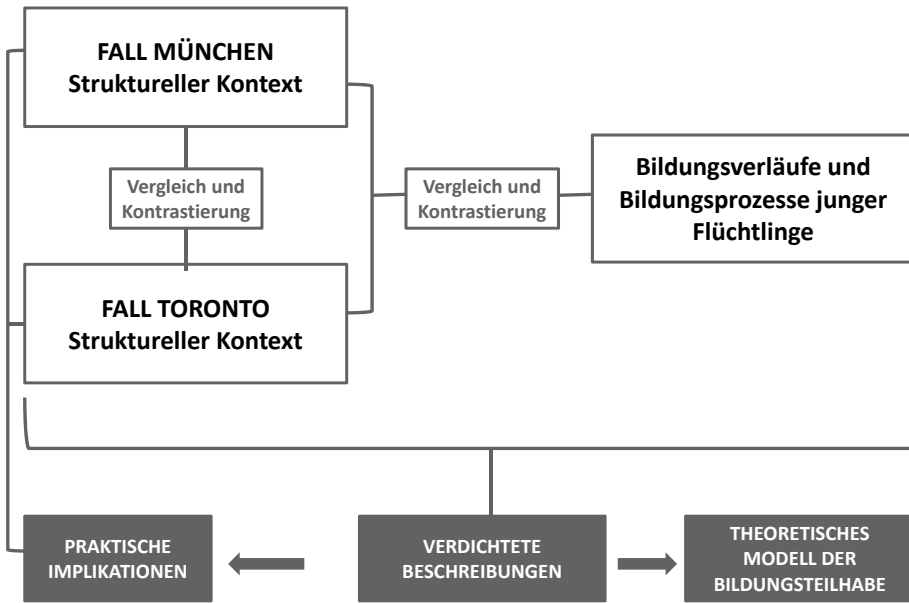 FALL MÜNCHEN
Struktureller Kontext
Vergleich und
Kontrastierung
FALL TORONTO
Struktureller Kontext
Vergleich und
Kontrastierung
Bildungsverläufe und
Bildungsprozesse junger
Flüchtlinge
PRAKTISCHE
IMPLIKATIONEN
VERDICHTETE
BESCHREIBUNGEN
THEORETISCHES
MODELL DER
BILDUNGSTEILHABE